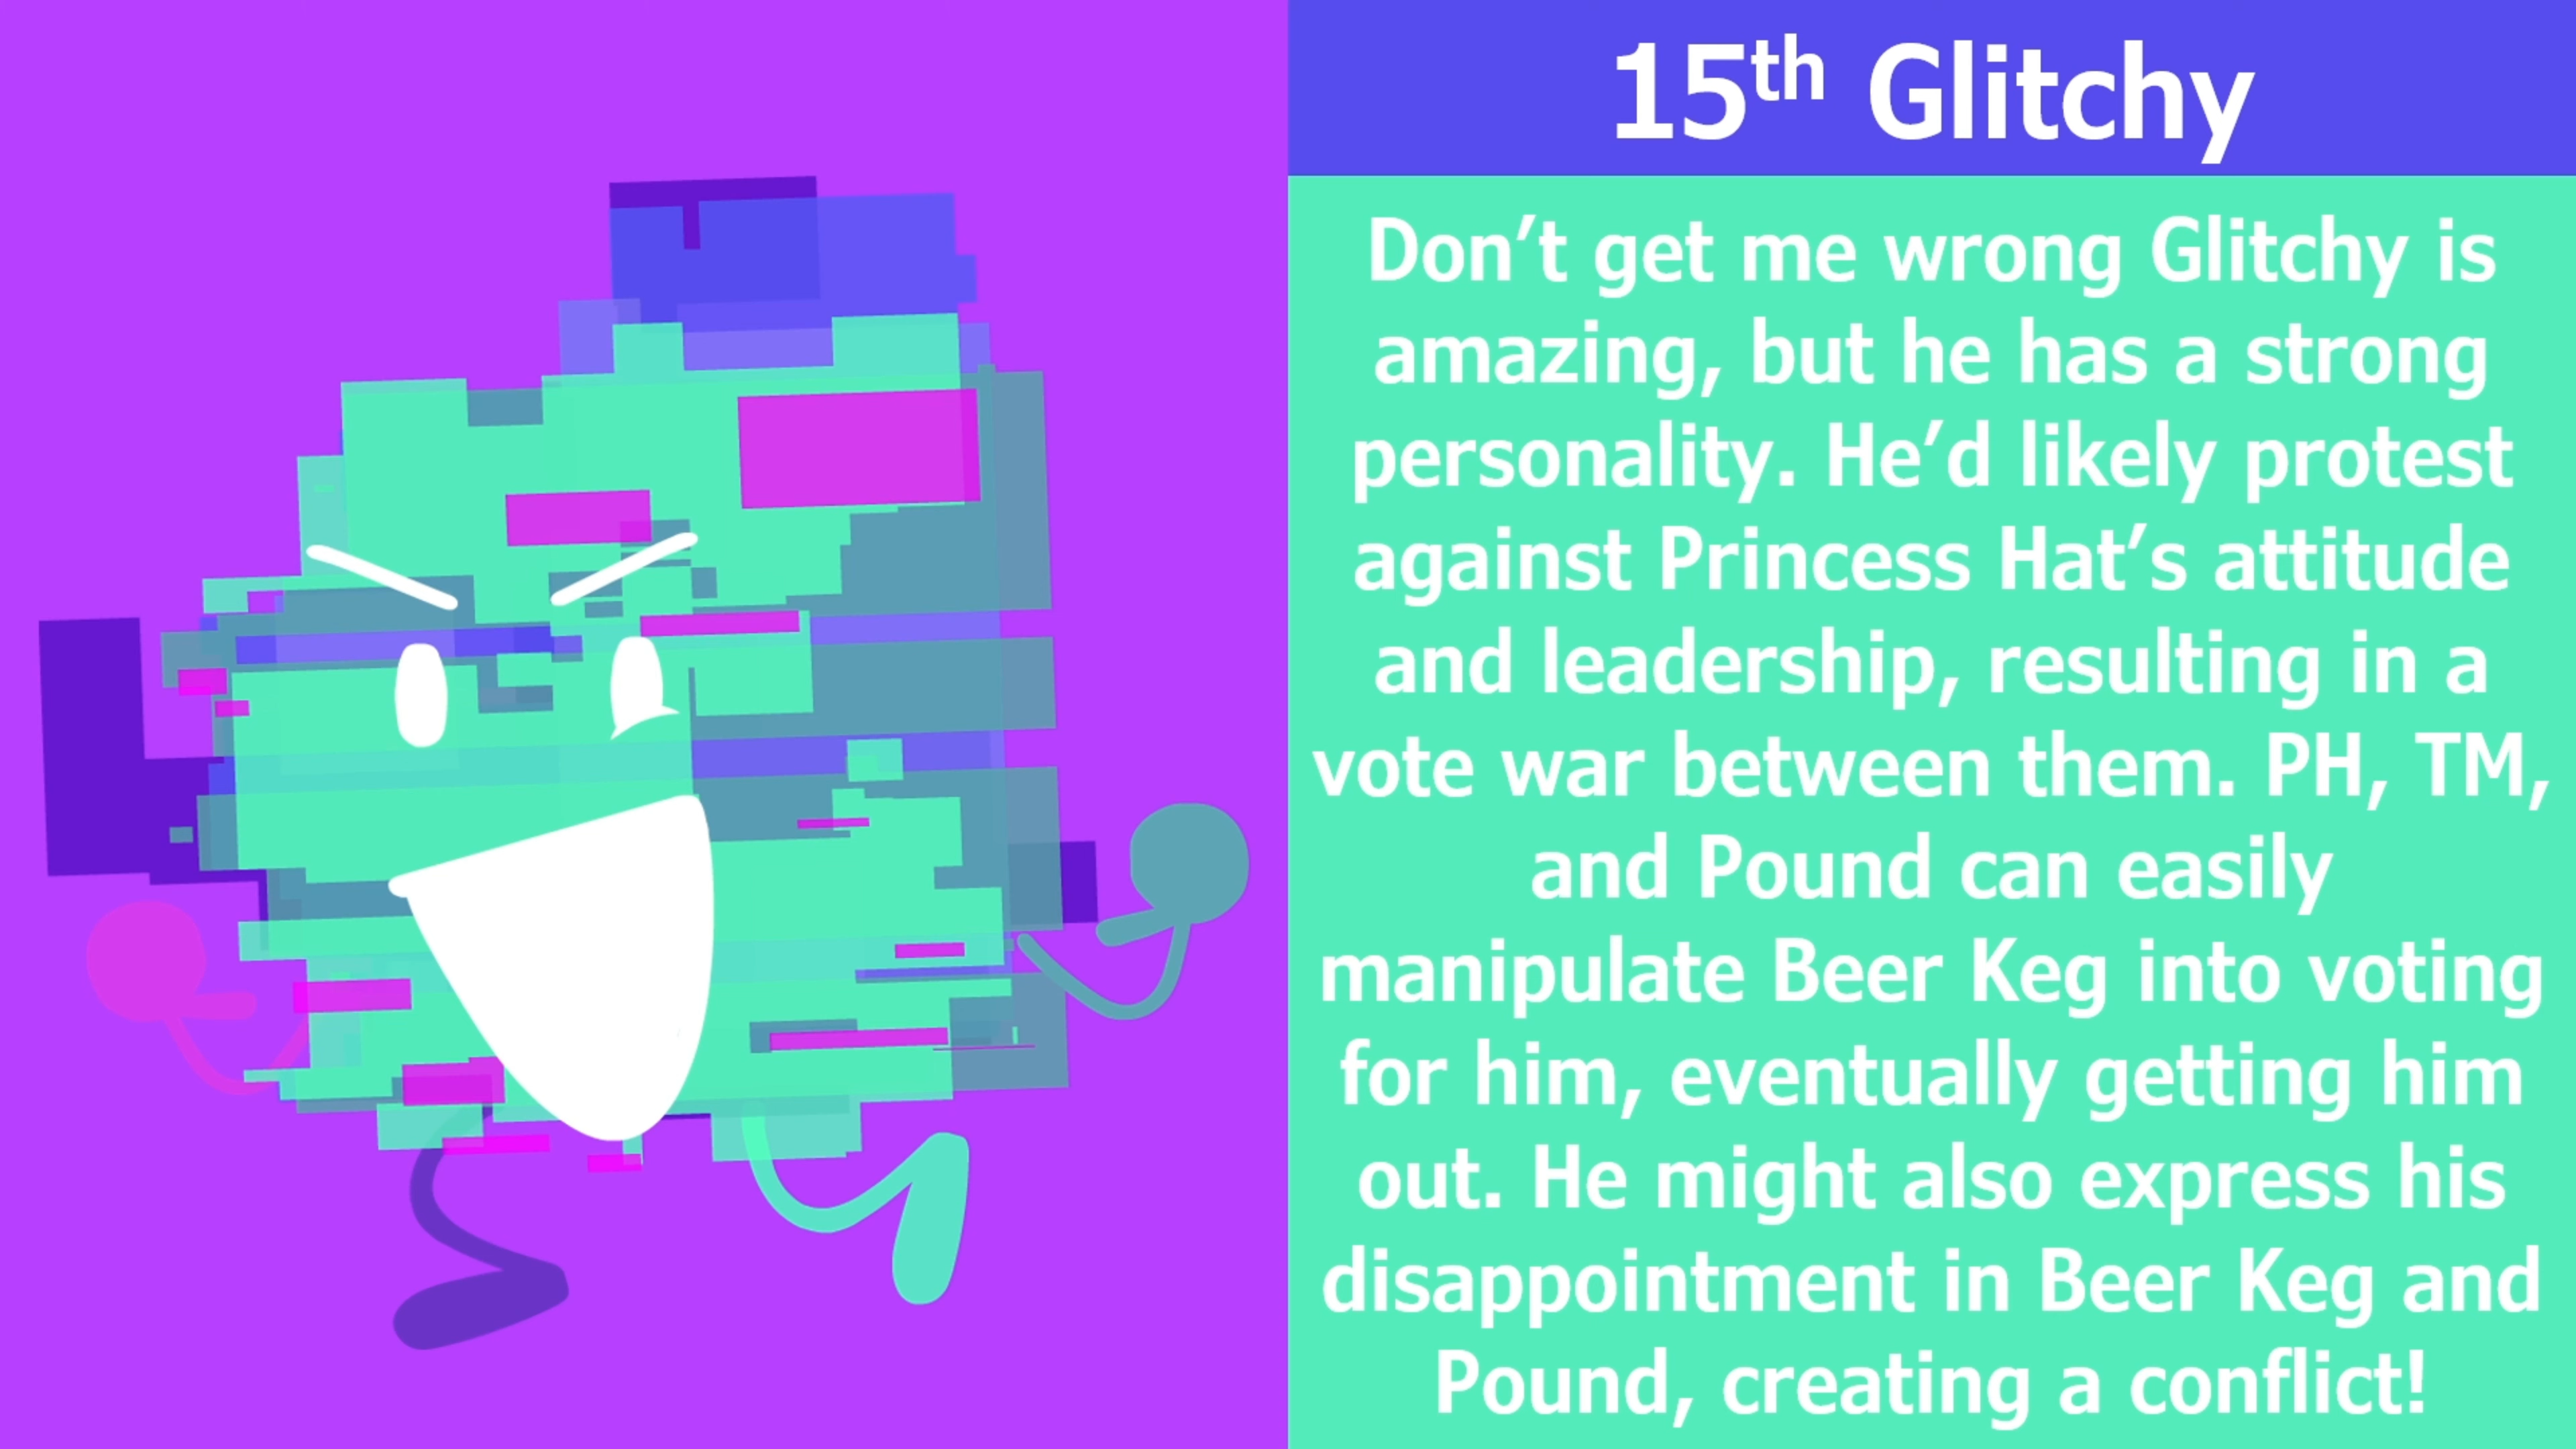 15th Glitchy
Don’t get me wrong Glitchy is
amazing, but he has a strong
personality. He’d likely protest
against Princess Hat’s attitude
and leadership, resulting in a
vote war between them. PH, TM,
and Pound can easily
manipulate Beer Keg into voting
for him, eventually getting him
out. He might also express his
disappointment in Beer Keg and
Pound, creating a conflict!